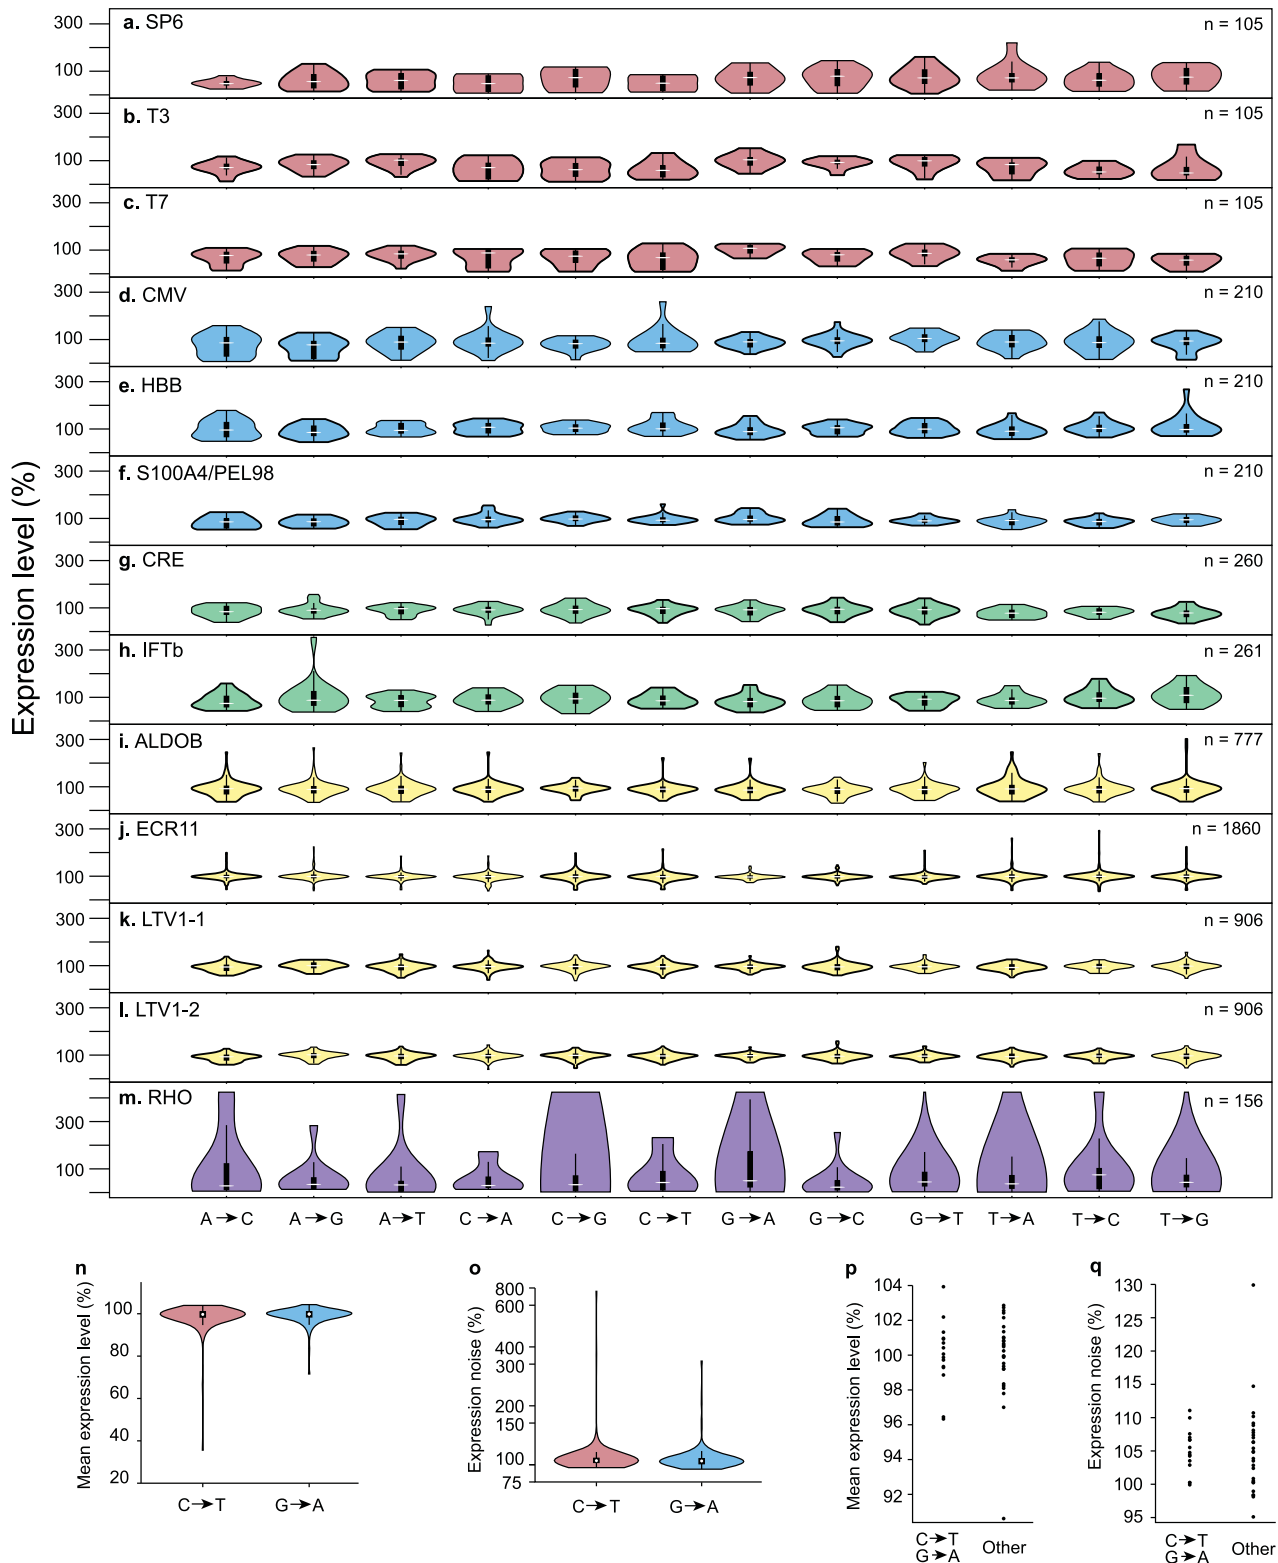 Expression level (%)
a. SP6
n = 105
300
100
b. T3
n = 105
300
100
c. T7
n = 105
300
100
d. CMV
n = 210
300
100
e. HBB
n = 210
300
100
f. S100A4/PEL98
n = 210
300
100
g. CRE
n = 260
300
100
h. IFTb
n = 261
300
100
i. ALDOB
n = 777
300
100
j. ECR11
n = 1860
300
100
k. LTV1-1
n = 906
300
100
l. LTV1-2
n = 906
300
100
m. RHO
n = 156
300
100
A→C A→G A→T C→A C→G C→T G→A G→C G→T T→A T→C T→G
n
Mean expression level (%)
100
80
60
40
20
C→T G→A
o
Expression noise (%)
800
600
400
300
200
150
100
75
C→T G→A
p
Mean expression level (%)
104
102
100
98
96
94
92
C→T
G→A
Other
q
Expression noise (%)
130
125
120
115
110
105
100
95
C→T
G→A
Other